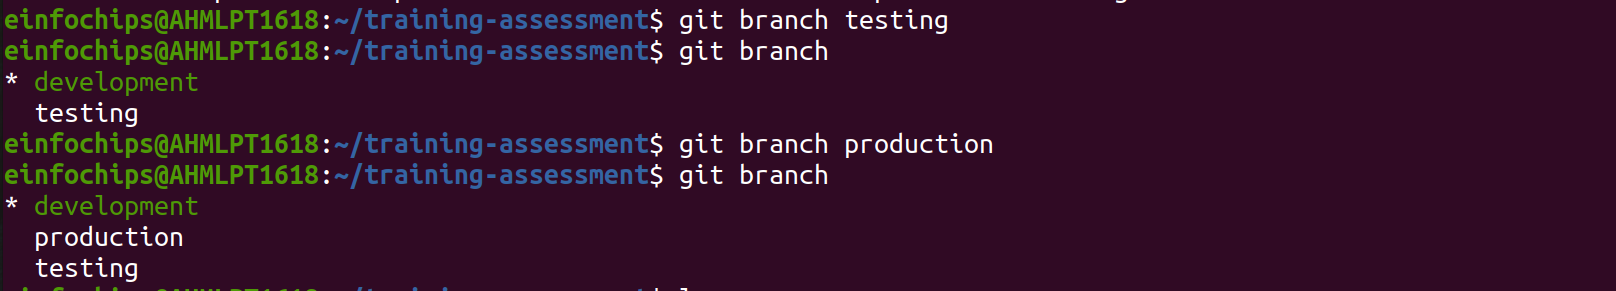 einfochips@AHMLPT1618:~/training-assessment$ git branch testing
einfochips@AHMLPT1618:~/training-assessment$ git branch
* development
  testing
einfochips@AHMLPT1618:~/training-assessment$ git branch production
einfochips@AHMLPT1618:~/training-assessment$ git branch
* development
  production
  testing